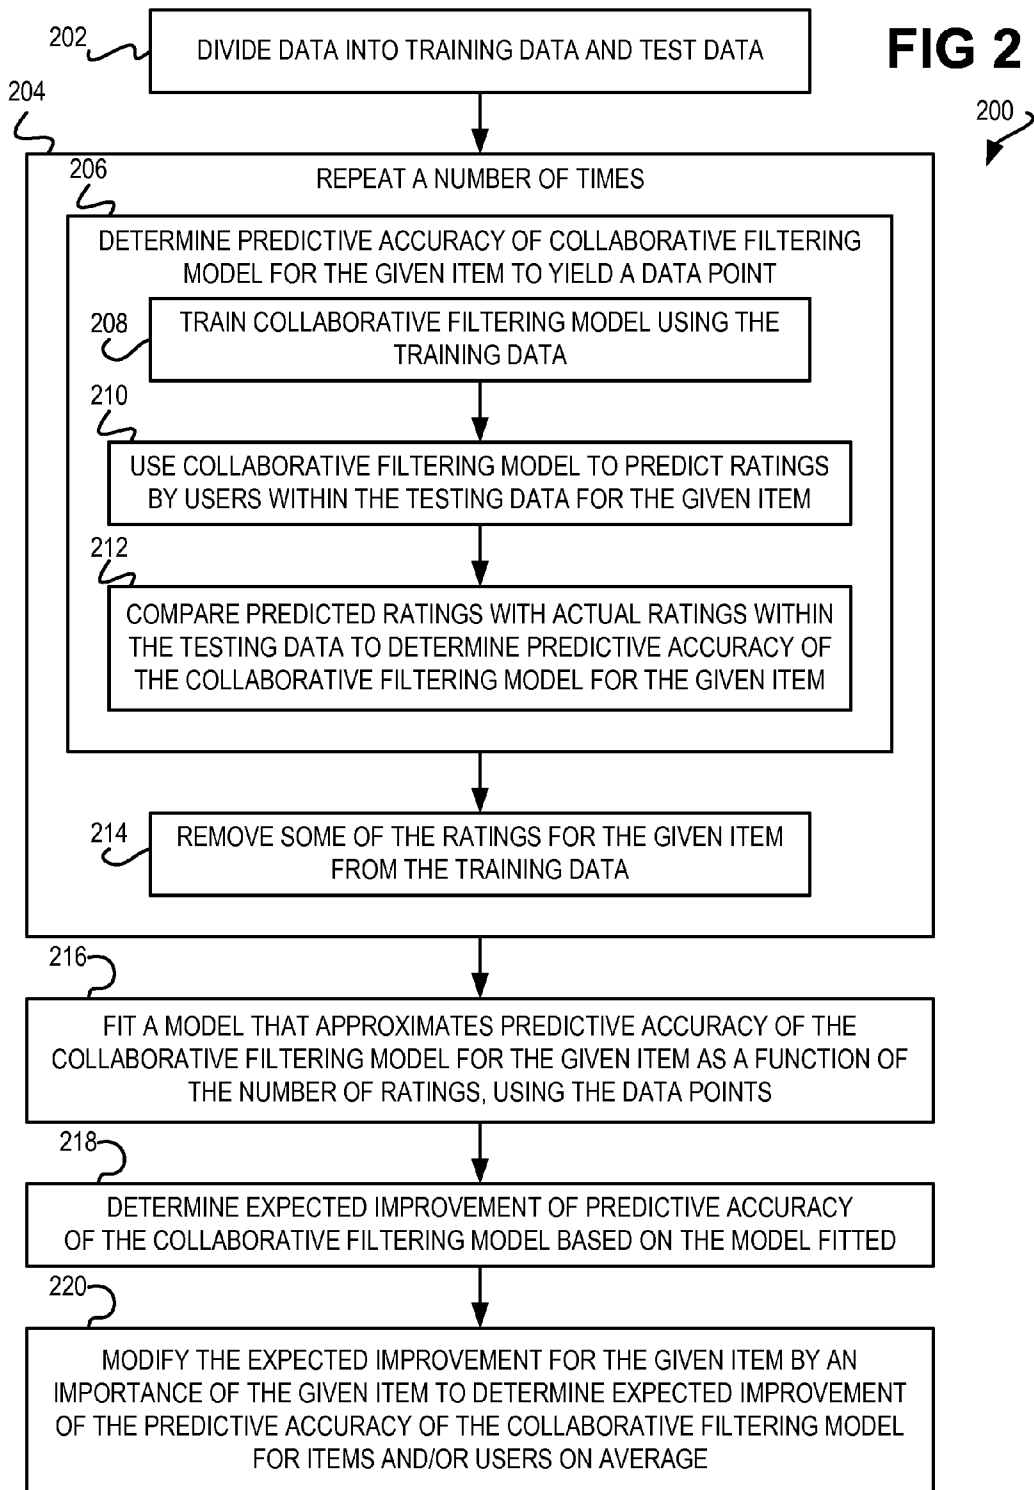 FIG 2
200
202
DIVIDE DATA INTO TRAINING DATA AND TEST DATA
204
REPEAT A NUMBER OF TIMES
206
DETERMINE PREDICTIVE ACCURACY OF COLLABORATIVE FILTERING
MODEL FOR THE GIVEN ITEM TO YIELD A DATA POINT
208
TRAIN COLLABORATIVE FILTERING MODEL USING THE
TRAINING DATA
210
USE COLLABORATIVE FILTERING MODEL TO PREDICT RATINGS
BY USERS WITHIN THE TESTING DATA FOR THE GIVEN ITEM
212
COMPARE PREDICTED RATINGS WITH ACTUAL RATINGS WITHIN
THE TESTING DATA TO DETERMINE PREDICTIVE ACCURACY OF
THE COLLABORATIVE FILTERING MODEL FOR THE GIVEN ITEM
214
REMOVE SOME OF THE RATINGS FOR THE GIVEN ITEM
FROM THE TRAINING DATA
216
FIT A MODEL THAT APPROXIMATES PREDICTIVE ACCURACY OF THE
COLLABORATIVE FILTERING MODEL FOR THE GIVEN ITEM AS A FUNCTION OF
THE NUMBER OF RATINGS, USING THE DATA POINTS
218
DETERMINE EXPECTED IMPROVEMENT OF PREDICTIVE ACCURACY
OF THE COLLABORATIVE FILTERING MODEL BASED ON THE MODEL FITTED
220
MODIFY THE EXPECTED IMPROVEMENT FOR THE GIVEN ITEM BY AN
IMPORTANCE OF THE GIVEN ITEM TO DETERMINE EXPECTED IMPROVEMENT
OF THE PREDICTIVE ACCURACY OF THE COLLABORATIVE FILTERING MODEL
FOR ITEMS AND/OR USERS ON AVERAGE